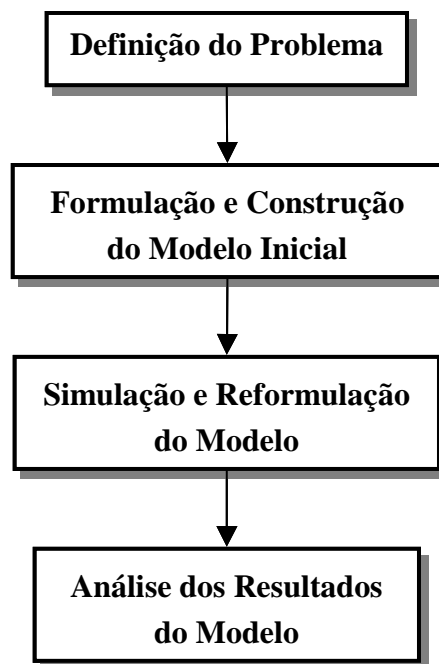 Definição do Problema
Formulação e Construção
do Modelo Inicial
Simulação e Reformulação
do Modelo
Análise dos Resultados
do Modelo